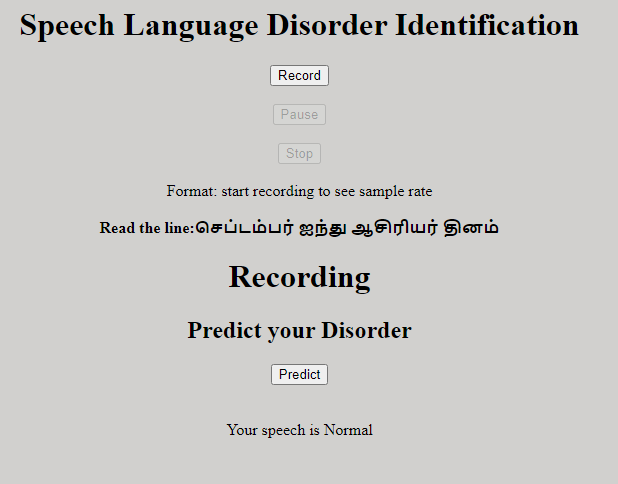 Speech Language Disorder Identification
Record
Pause
Stop
Format: start recording to see sample rate
Read the line:செப்டம்பர் ஐந்து ஆசிரியர் தினம்
Recording
Predict your Disorder
Predict
Your speech is Normal